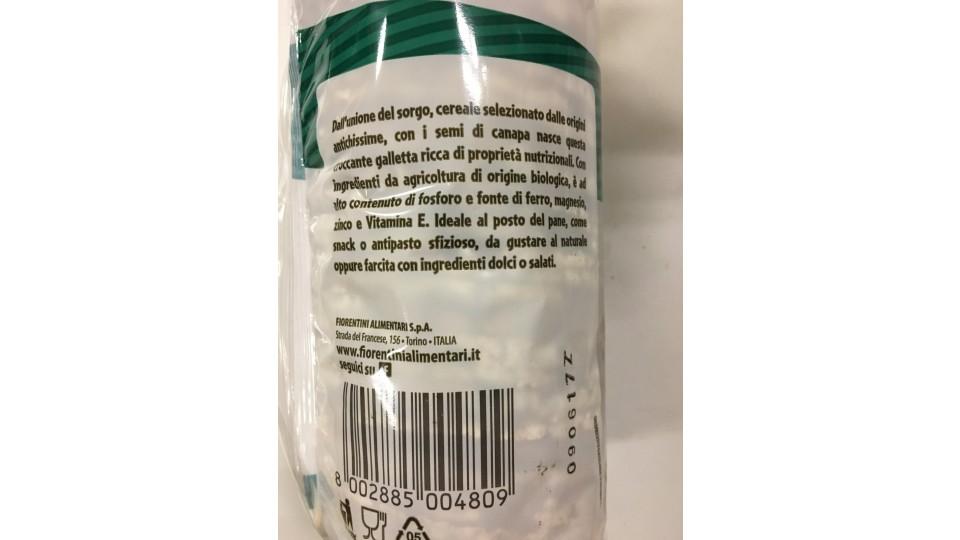 Dall'unione del sorgo, cereale selezionato dalle origini
antichissime, con i semi di canapa nasce questa
croccante galletta ricca di proprietà nutrizionali. Con
ingredienti da agricoltura di origine biologica, è ad
alto contenuto di fosforo e fonte di ferro, magnesio,
zinco e Vitamina E. Ideale al posto del pane, come
snack o antipasto sfizioso, da gustare al naturale
oppure farcita con ingredienti dolci o salati.
FIORENTINI ALIMENTARI S.p.A.
Strada del Francese, 156 • Torino • ITALIA
www.fiorentinialimentari.it
seguici su
090617Z
8 002885 004809
05